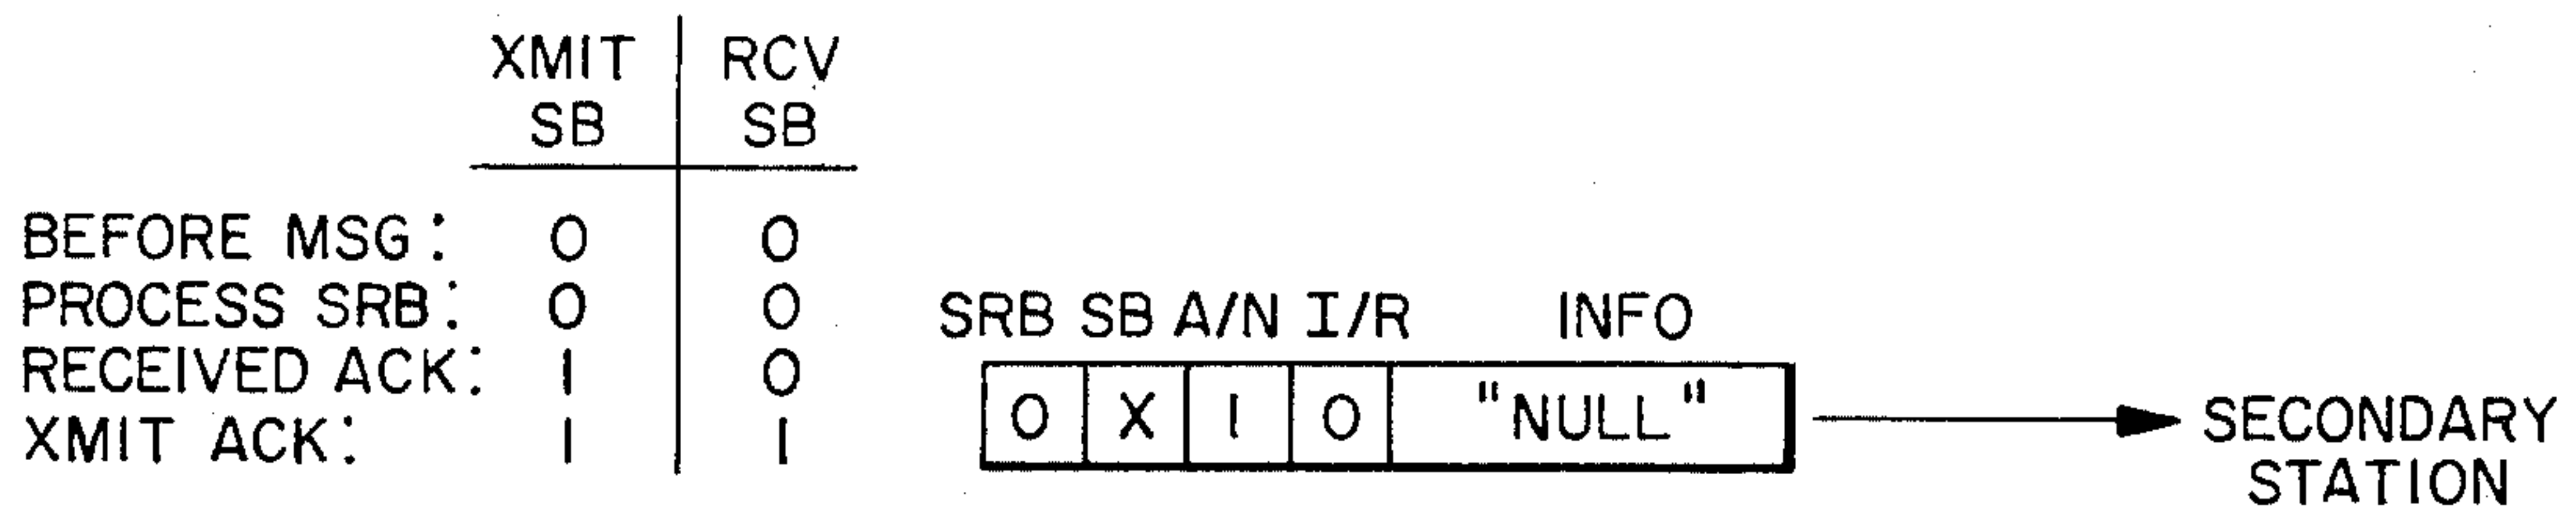 XMIT SB RCV SB
BEFORE MSG: 0 0
PROCESS SRB: 0 0
RECEIVED ACK: 1 0
XMIT ACK: 1 1
SRB SB A/N I/R INFO
0 X 1 0 "NULL"
SECONDARY
STATION